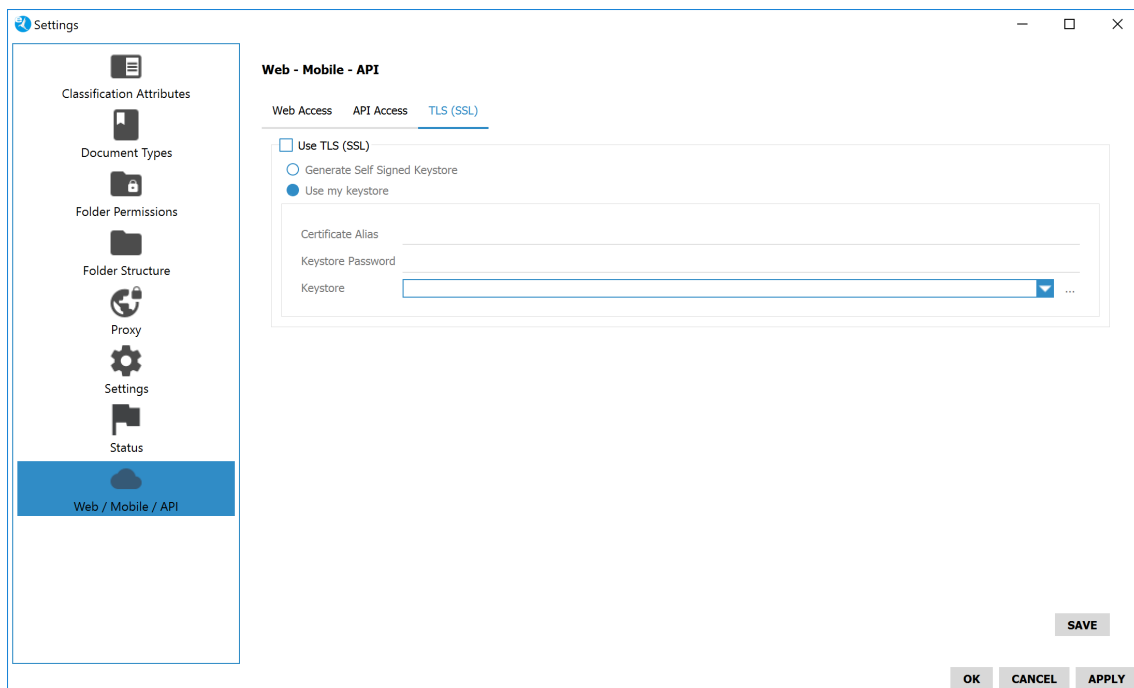 Settings
Classification Attributes
Document Types
Folder Permissions
Folder Structure
Proxy
Settings
Status
Web / Mobile / API
Web - Mobile - API
Web Access API Access TLS (SSL)
Use TLS (SSL)
Generate Self Signed Keystore
Use my keystore
Certificate Alias
Keystore Password
Keystore ...
SAVE
OK CANCEL APPLY